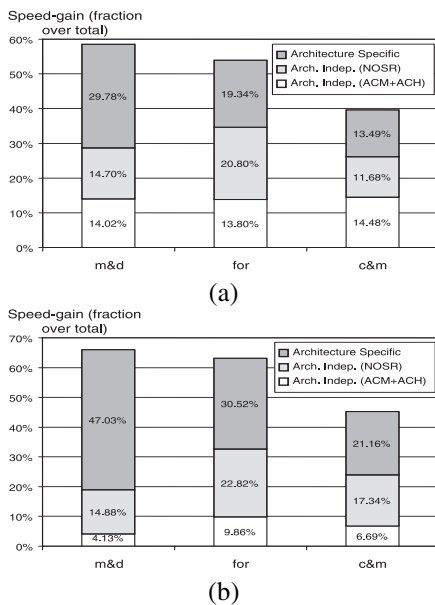 Speed-gain (fraction
over total)
60%
50%
40%
30%
20%
10%
0%
Architecture Specific
Arch. Indep. (NOSR)
Arch. Indep. (ACM+ACH)
29.78%
14.70%
14.02%
19.34%
20.80%
13.80%
13.49%
11.68%
14.48%
m&d
for
c&m
(a)
Speed-gain (fraction
over total)
70%
60%
50%
40%
30%
20%
10%
0%
Architecture Specific
Arch. Indep. (NOSR)
Arch. Indep. (ACM+ACH)
47.03%
14.88%
4.13%
30.52%
22.82%
9.86%
21.16%
17.34%
6.69%
m&d
for
c&m
(b)